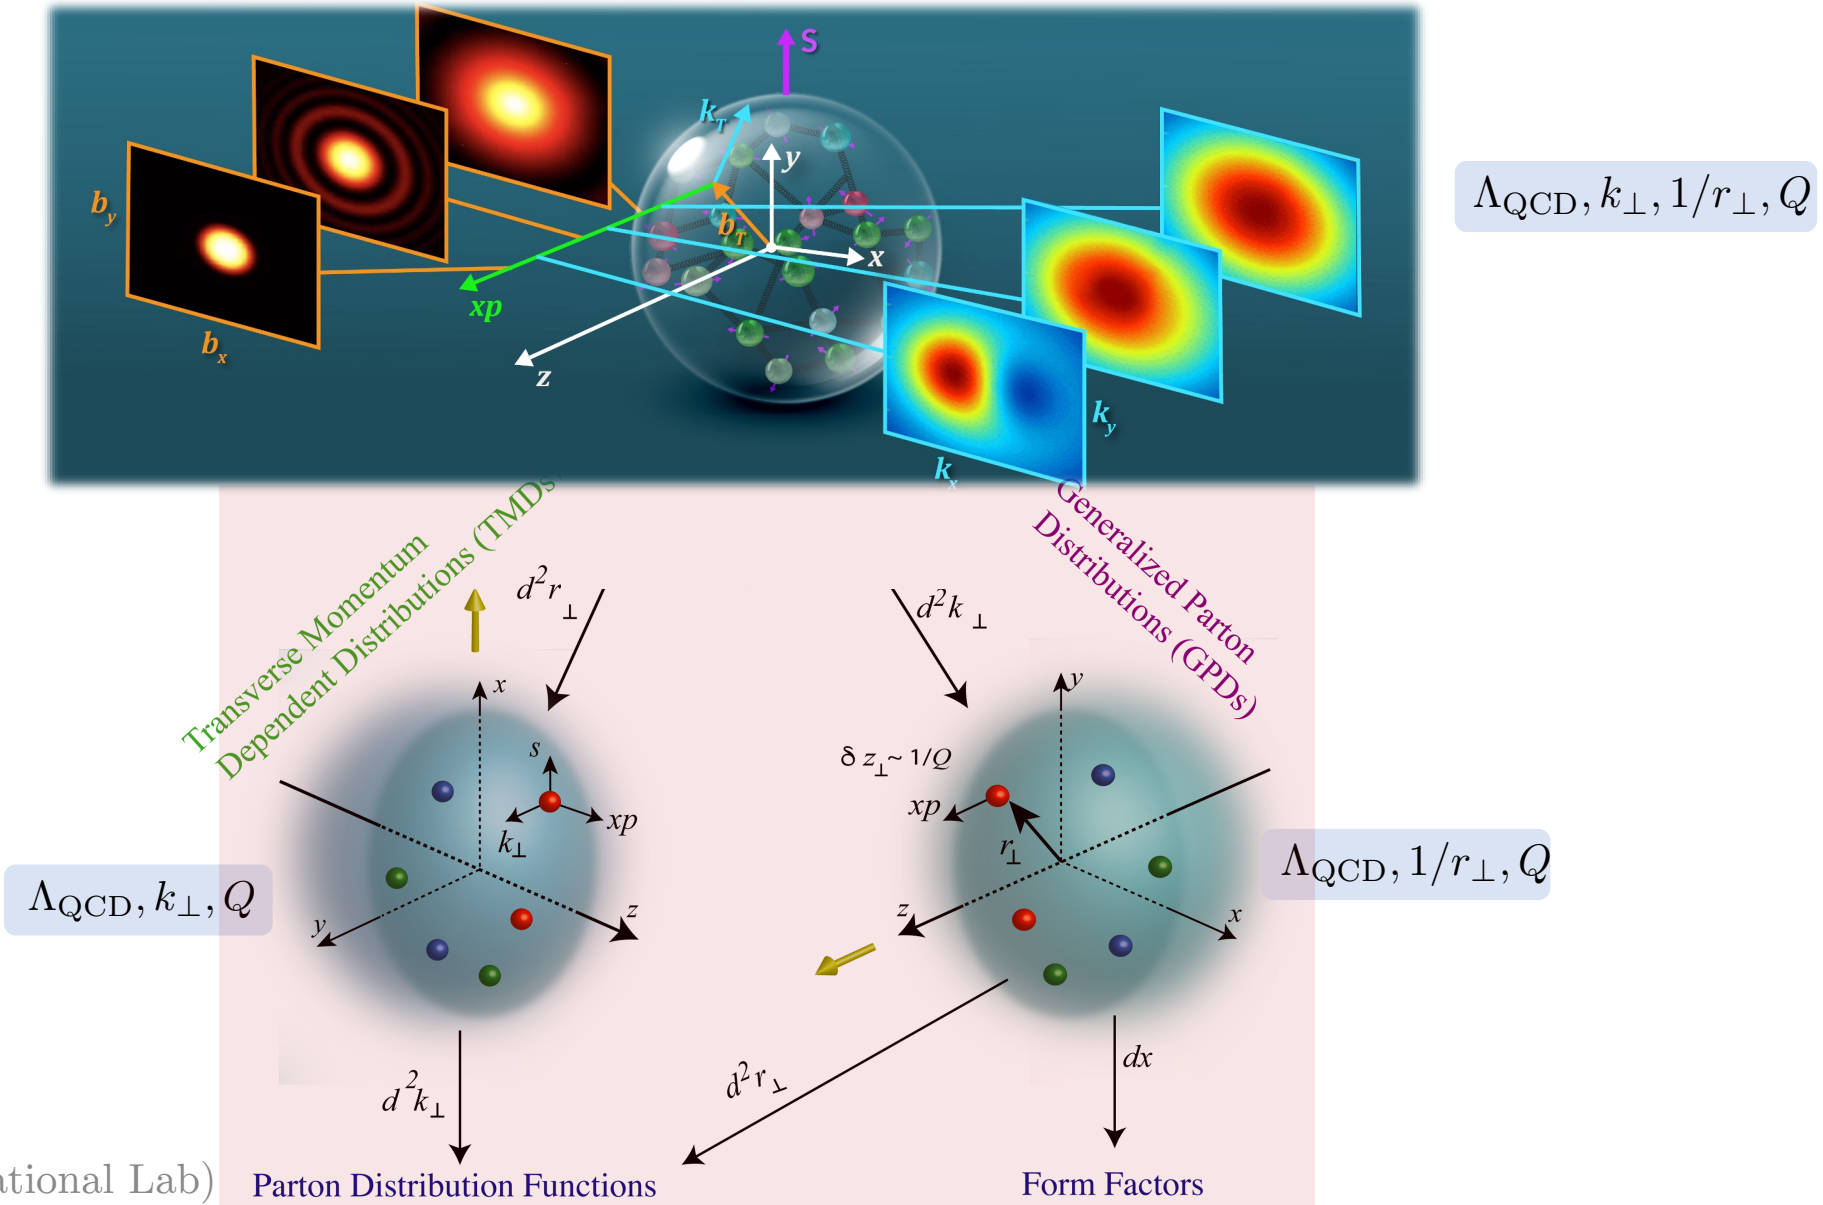 S
k_T
y
b_y
b_T
x
xp
b_x
z
k_y
k_x
Λ_QCD, k_⊥, 1/r_⊥, Q
Transverse Momentum
Dependent Distributions (TMDs
Generalized Parton
Distributions (GPDs)
d²r_⊥
d²k_⊥
x
s
k_⊥
xp
y
z
Λ_QCD, k_⊥, Q
y
δ z_⊥ ~ 1/Q
xp
r_⊥
z
x
Λ_QCD, 1/r_⊥, Q
d²k_⊥
d²r_⊥
dx
ational Lab)
Parton Distribution Functions
Form Factors